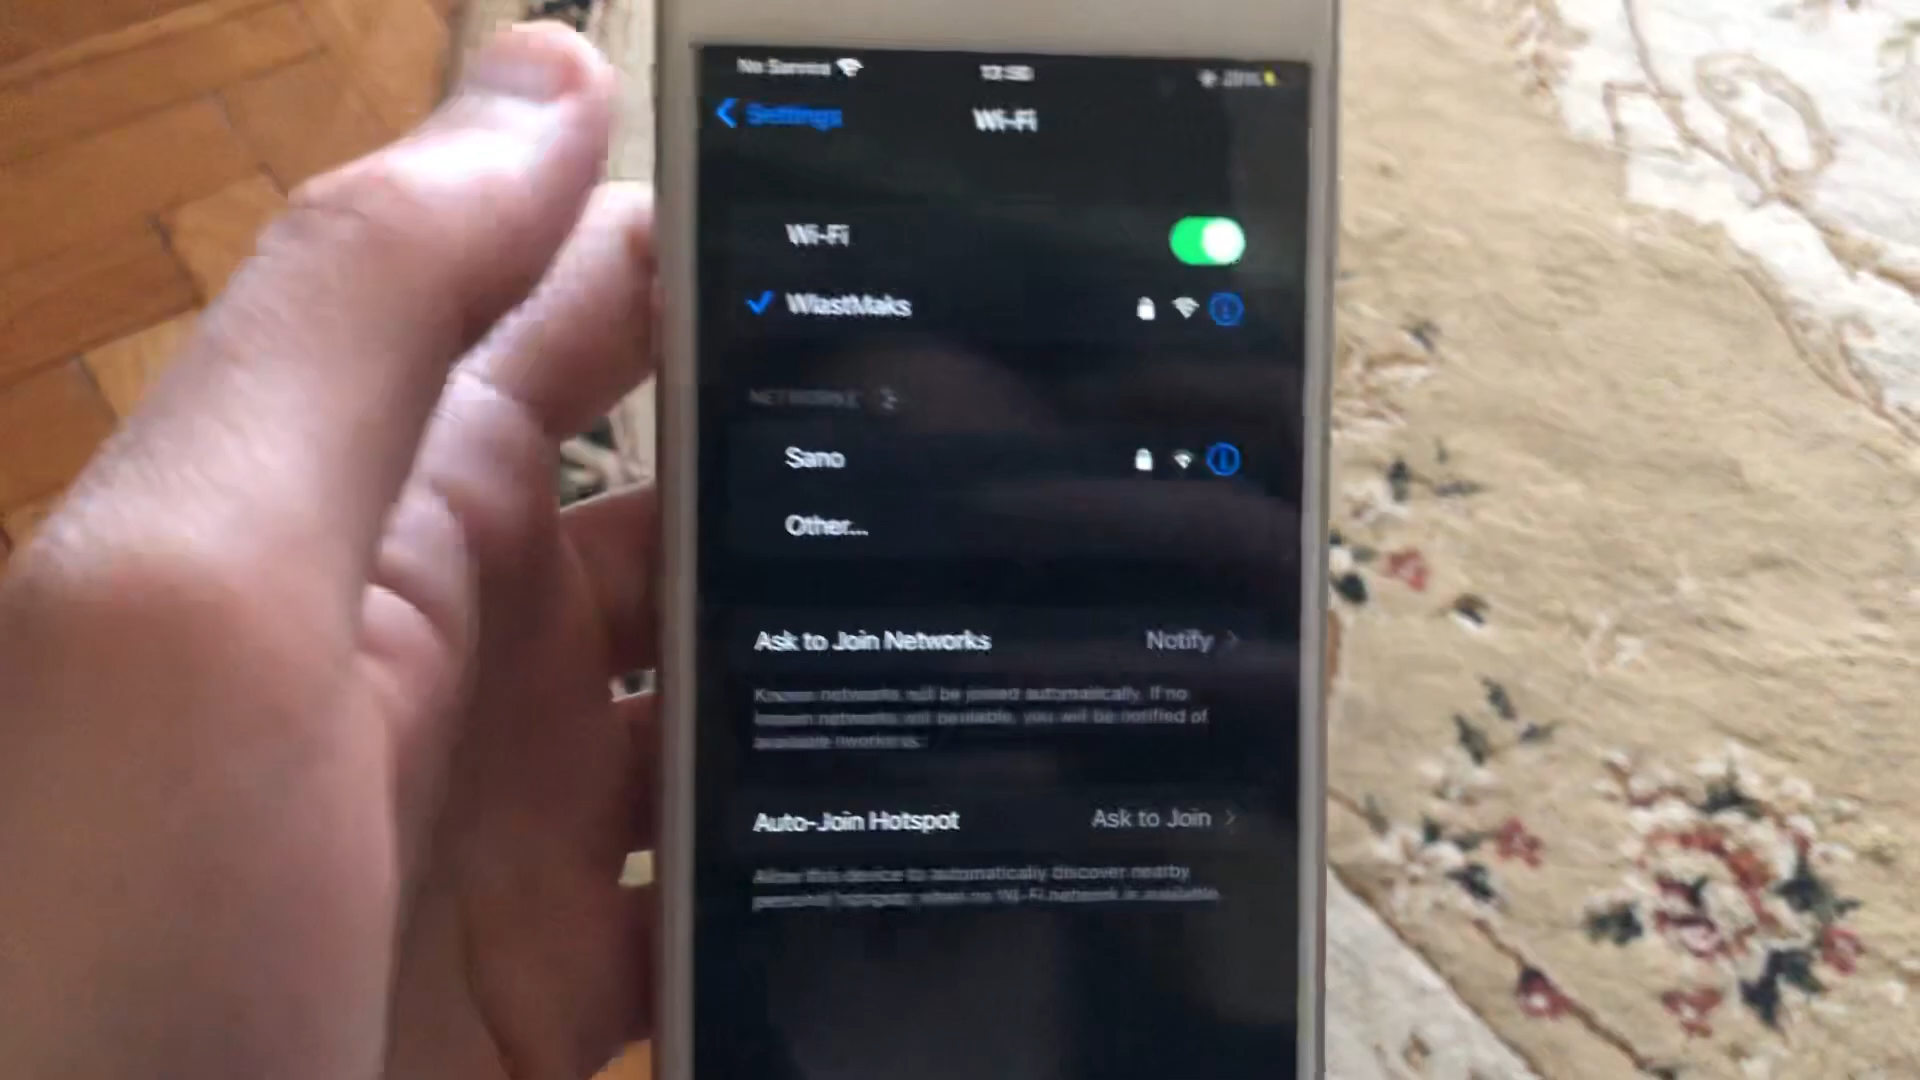 No Service
Settings
Wi-Fi
Wi-Fi
WlastMaks
NETWORKS
Sano
Other...
Ask to Join Networks
Notify
Known networks will be joined automatically. If no
known networks available, you will be notified of
available
Auto-Join Hotspot
Ask to Join
Allow this device to automatically discover nearby
personal hotspots when no Wi-Fi network is available.